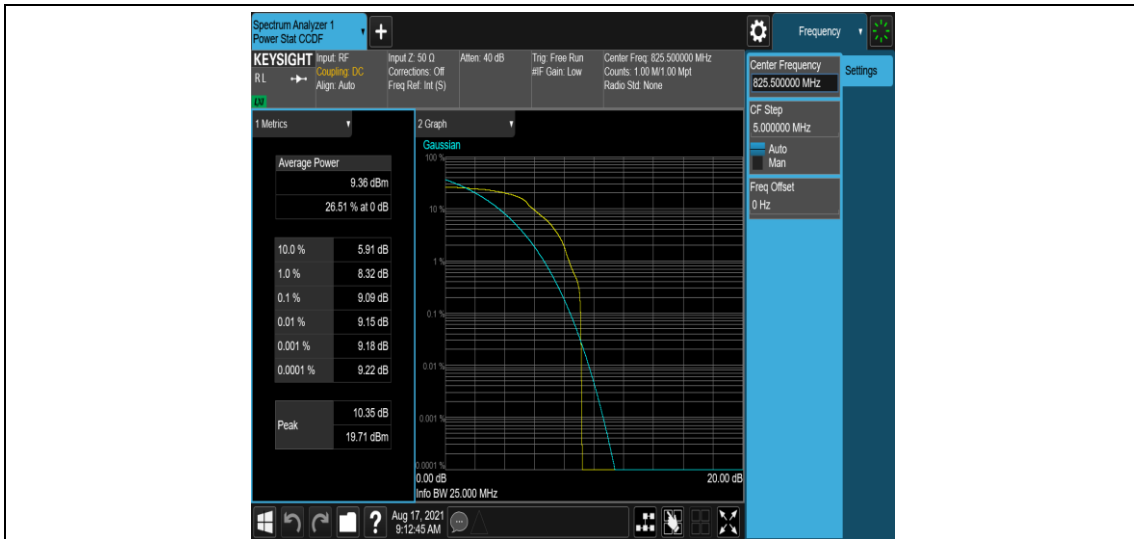 Spectrum Analyzer 1
Power Stat CCDF
Frequency
KEYSIGHT
RL
LM
Input: RF
Coupling: DC
Align: Auto
Input Z: 50 Ω
Corrections: Off
Freq Ref: Int (S)
Atten: 40 dB
Trig: Free Run
#IF Gain: Low
Center Freq: 825.500000 MHz
Counts: 1.00 M/1.00 Mpt
Radio Std: None
Center Frequency
825.500000 MHz
Settings
CF Step
5.000000 MHz
Auto
Man
Freq Offset
0 Hz
1 Metrics
Average Power
9.36 dBm
26.51 % at 0 dB
10.0 % 5.91 dB
1.0 % 8.32 dB
0.1 % 9.09 dB
0.01 % 9.15 dB
0.001 % 9.18 dB
0.0001 % 9.22 dB
Peak
10.35 dB
19.71 dBm
2 Graph
Gaussian
100 %
10 %
1 %
0.1 %
0.01 %
0.001 %
0.0001 %
0.00 dB
20.00 dB
Info BW 25.000 MHz
?
Aug 17, 2021
9:12:45 AM